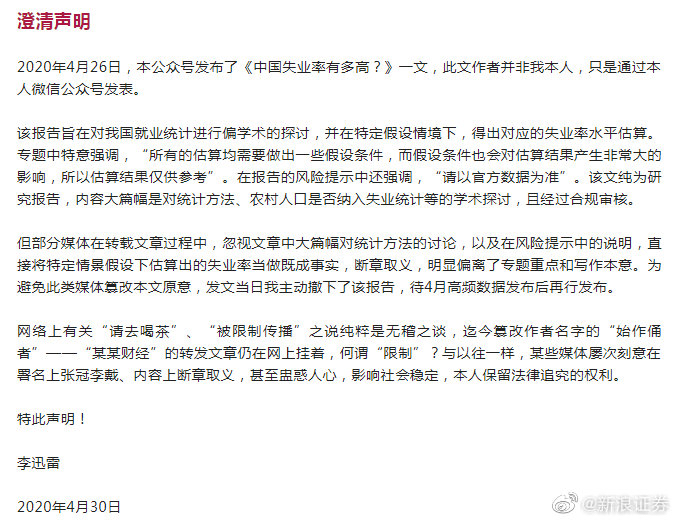 澄清声明
2020年4月26日，本公众号发布了《中国失业率有多高？》一文，此文作者并非我本人，只是通过本
人微信公众号发表。
该报告旨在对我国就业统计进行偏学术的探讨，并在特定假设情境下，得出对应的失业率水平估算。
专题中特意强调，“所有的估算均需要做出一些假设条件，而假设条件也会对估算结果产生非常大的
影响，所以估算结果仅供参考”。在报告的风险提示中还强调，“请以官方数据为准”。该文纯为研
究报告，内容大篇幅是对统计方法、农村人口是否纳入失业统计等的学术探讨，且经过合规审核。
但部分媒体在转载文章过程中，忽视文章中大篇幅对统计方法的讨论，以及在风险提示中的说明，直
接将特定情景假设下估算出的失业率当做既成事实，断章取义，明显偏离了专题重点和写作本意。为
避免此类媒体篡改本文原意，发文当日我主动撤下了该报告，待4月高频数据发布后再行发布。
网络上有关“请去喝茶”、“被限制传播”之说纯粹是无稽之谈，迄今篡改作者名字的“始作俑
者”——“某某财经”的转发文章仍在网上挂着，何谓“限制”？与以往一样，某些媒体屡次刻意在
署名上张冠李戴、内容上断章取义，甚至蛊惑人心，影响社会稳定，本人保留法律追究的权利。
特此声明！
李迅雷
2020年4月30日
@新浪证券